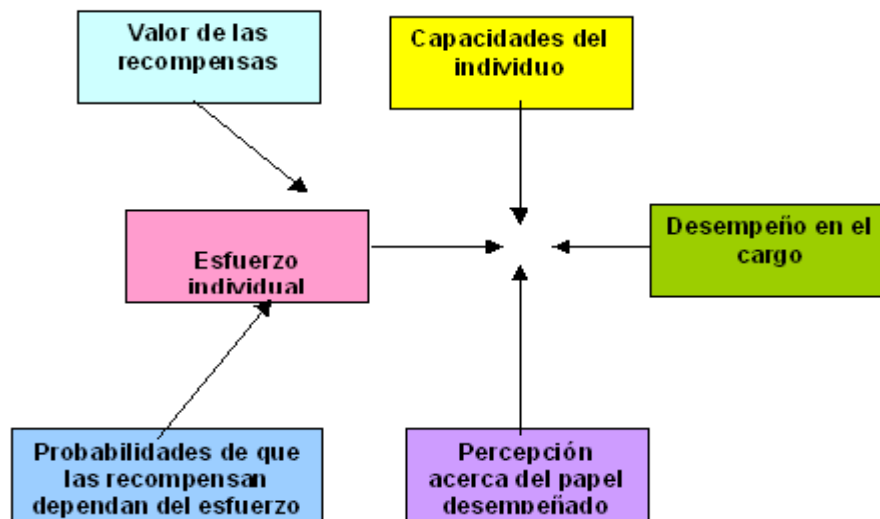 Valor de las
recompensas
Capacidades del
individuo
Esfuerzo
individual
Desempeño en el
cargo
Probabilidades de que
las recompensan
dependan del esfuerzo
Percepción
acerca del papel
desempeñado